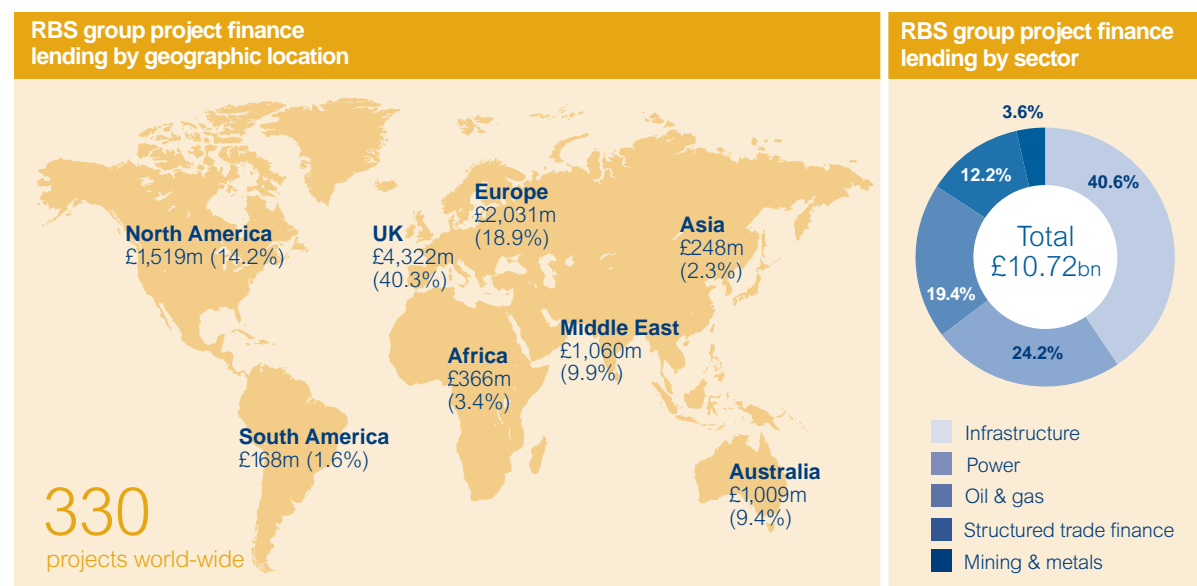 RBS group project finance
lending by geographic location
North America
£1,519m (14.2%)
UK
£4,322m
(40.3%)
Europe
£2,031m
(18.9%)
Asia
£248m
(2.3%)
Middle East
£1,060m
(9.9%)
Africa
£366m
(3.4%)
South America
£168m (1.6%)
Australia
£1,009m
(9.4%)
330
projects world-wide
RBS group project finance
lending by sector
3.6%
12.2%
40.6%
19.4%
24.2%
Total
£10.72bn
Infrastructure
Power
Oil & gas
Structured trade finance
Mining & metals